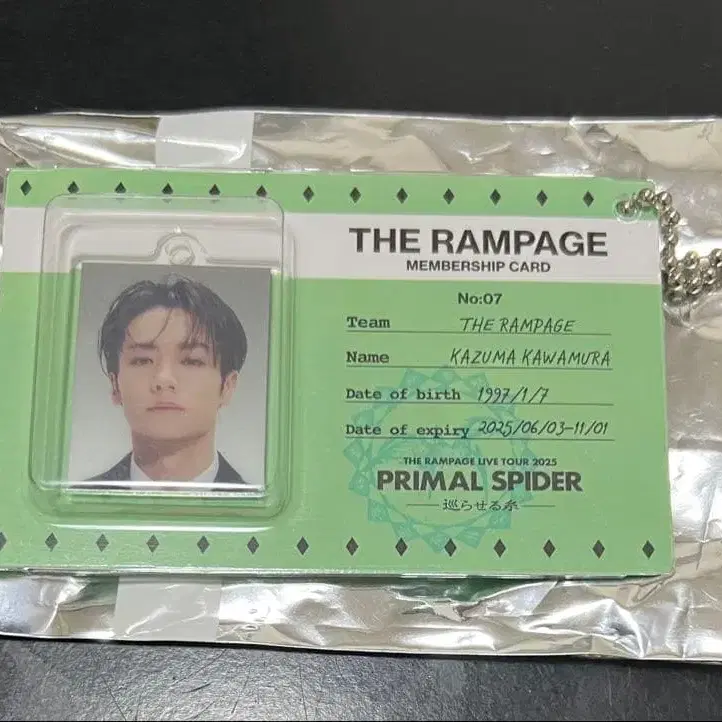 THE RAMPAGE
MEMBERSHIP CARD
No:07
Team THE RAMPAGE
Name KAZUMA KAWAMURA
Date of birth 1997/1/7
Date of expiry 2025/06/03-11/01
THE RAMPAGE LIVE TOUR 2025
PRIMAL SPIDER
巡らせる糸